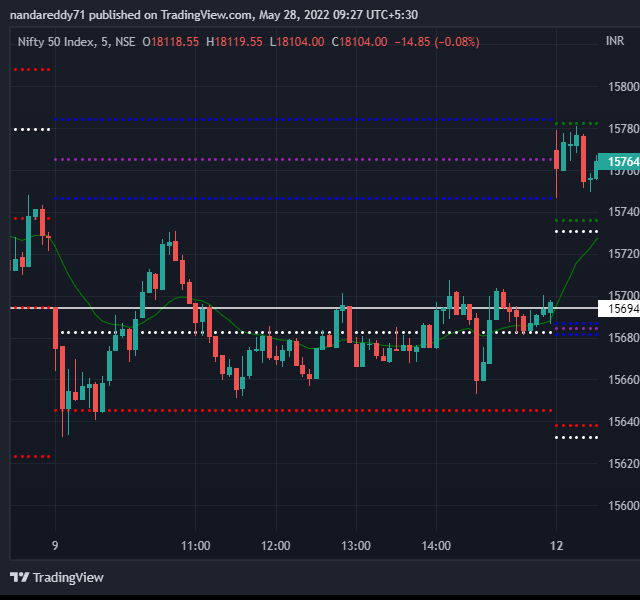 nandareddy71 published on TradingView.com, May 28, 2022 09:27 UTC+5:30
Nifty 50 Index, 5, NSE O18118.55 H18119.55 L18104.00 C18104.00 −14.85 (−0.08%)
INR
15800
15780
15764
15760
15740
15720
15700
15694
15680
15660
15640
15620
15600
9 11:00 12:00 13:00 14:00 12
TradingView